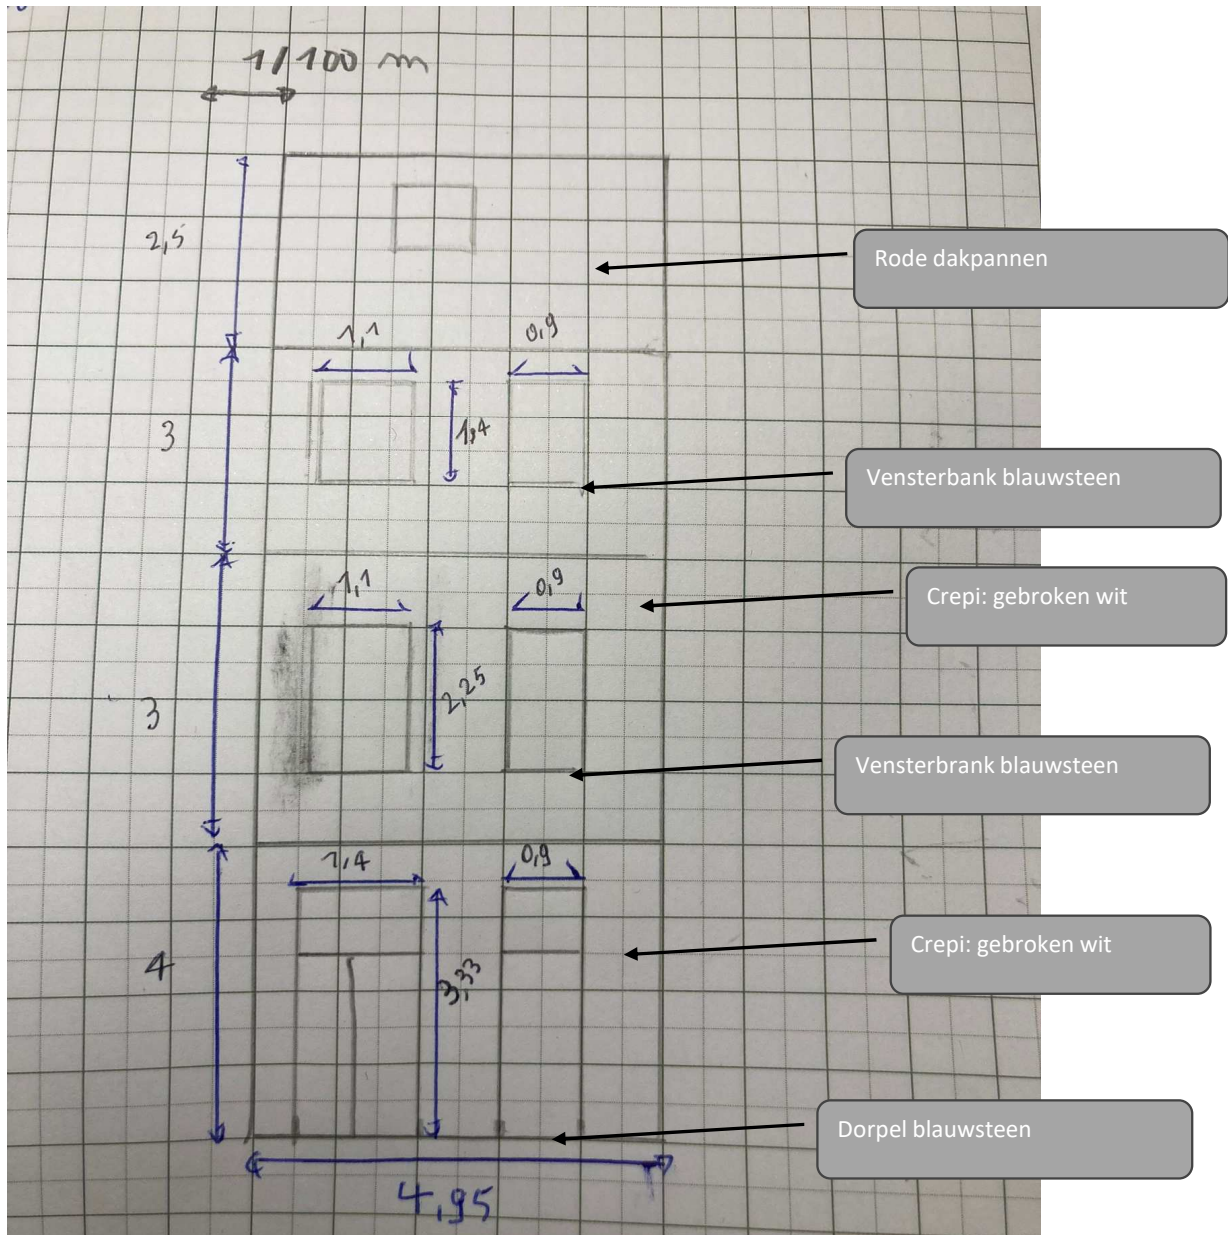 1/100 m
2,5
Rode dakpannen
1,1
0,9
3
1,4
Vensterbank blauwsteen
1,1
0,9
Crepi: gebroken wit
3
2,25
Vensterbrank blauwsteen
1,4
0,9
4
3,33
Crepi: gebroken wit
Dorpel blauwsteen
4,95